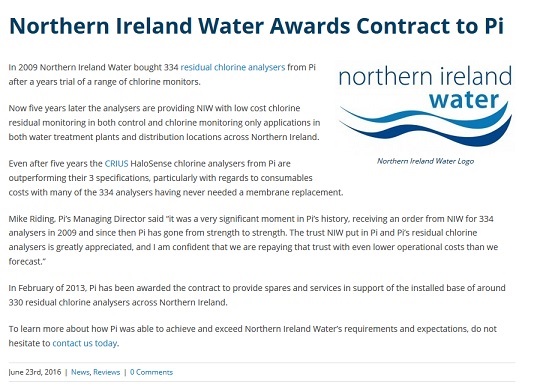 Northern Ireland Water Awards Contract to Pi
In 2009 Northern Ireland Water bought 334 residual chlorine analysers from Pi
after a years trial of a range of chlorine monitors.
Now five years later the analysers are providing NIW with low cost chlorine
residual monitoring in both control and chlorine monitoring only applications in
both water treatment plants and distribution locations across Northern Ireland.
northern ireland
water
Northern Ireland Water Logo
Even after five years the CRIUS HaloSense chlorine analysers from Pi are
outperforming their 3 specifications, particularly with regards to consumables
costs with many of the 334 analysers having never needed a membrane replacement.
Mike Riding, Pi's Managing Director said “it was a very significant moment in Pi's history, receiving an order from NIW for 334
analysers in 2009 and since then Pi has gone from strength to strength. The trust NIW put in Pi and Pi's residual chlorine
analysers is greatly appreciated, and I am confident that we are repaying that trust with even lower operational costs than we
forecast.”
In February of 2013, Pi has been awarded the contract to provide spares and services in support of the installed base of around
330 residual chlorine analysers across Northern Ireland.
To learn more about how Pi was able to achieve and exceed Northern Ireland Water's requirements and expectations, do not
hesitate to contact us today.
June 23rd, 2016 | News, Reviews | 0 Comments